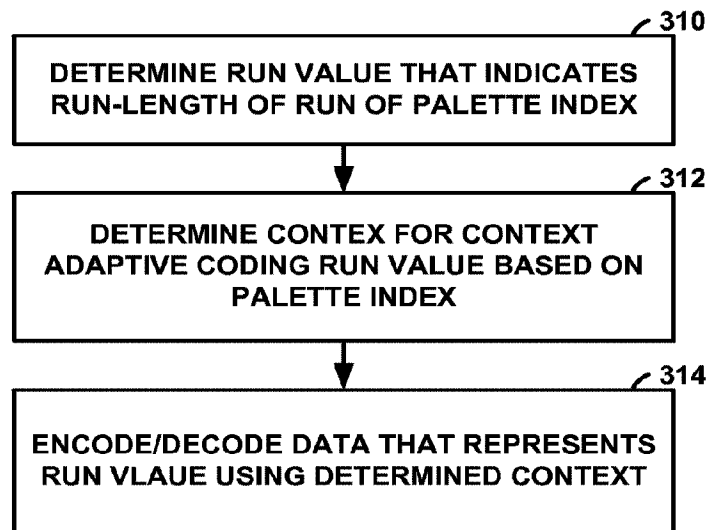 310
DETERMINE RUN VALUE THAT INDICATES
RUN-LENGTH OF RUN OF PALETTE INDEX
312
DETERMINE CONTEX FOR CONTEXT
ADAPTIVE CODING RUN VALUE BASED ON
PALETTE INDEX
314
ENCODE/DECODE DATA THAT REPRESENTS
RUN VLAUE USING DETERMINED CONTEXT